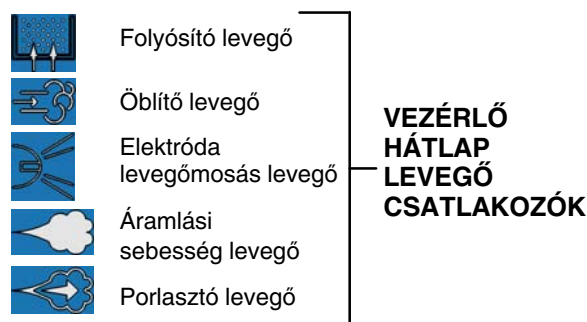 Folyósító levegő
Öblítő levegő
Elektróda
levegőmosás levegő
Áramlási
sebesség levegő
Porlasztó levegő
VEZÉRLŐ
HÁTLAP
LEVEGŐ
CSATLAKOZÓK